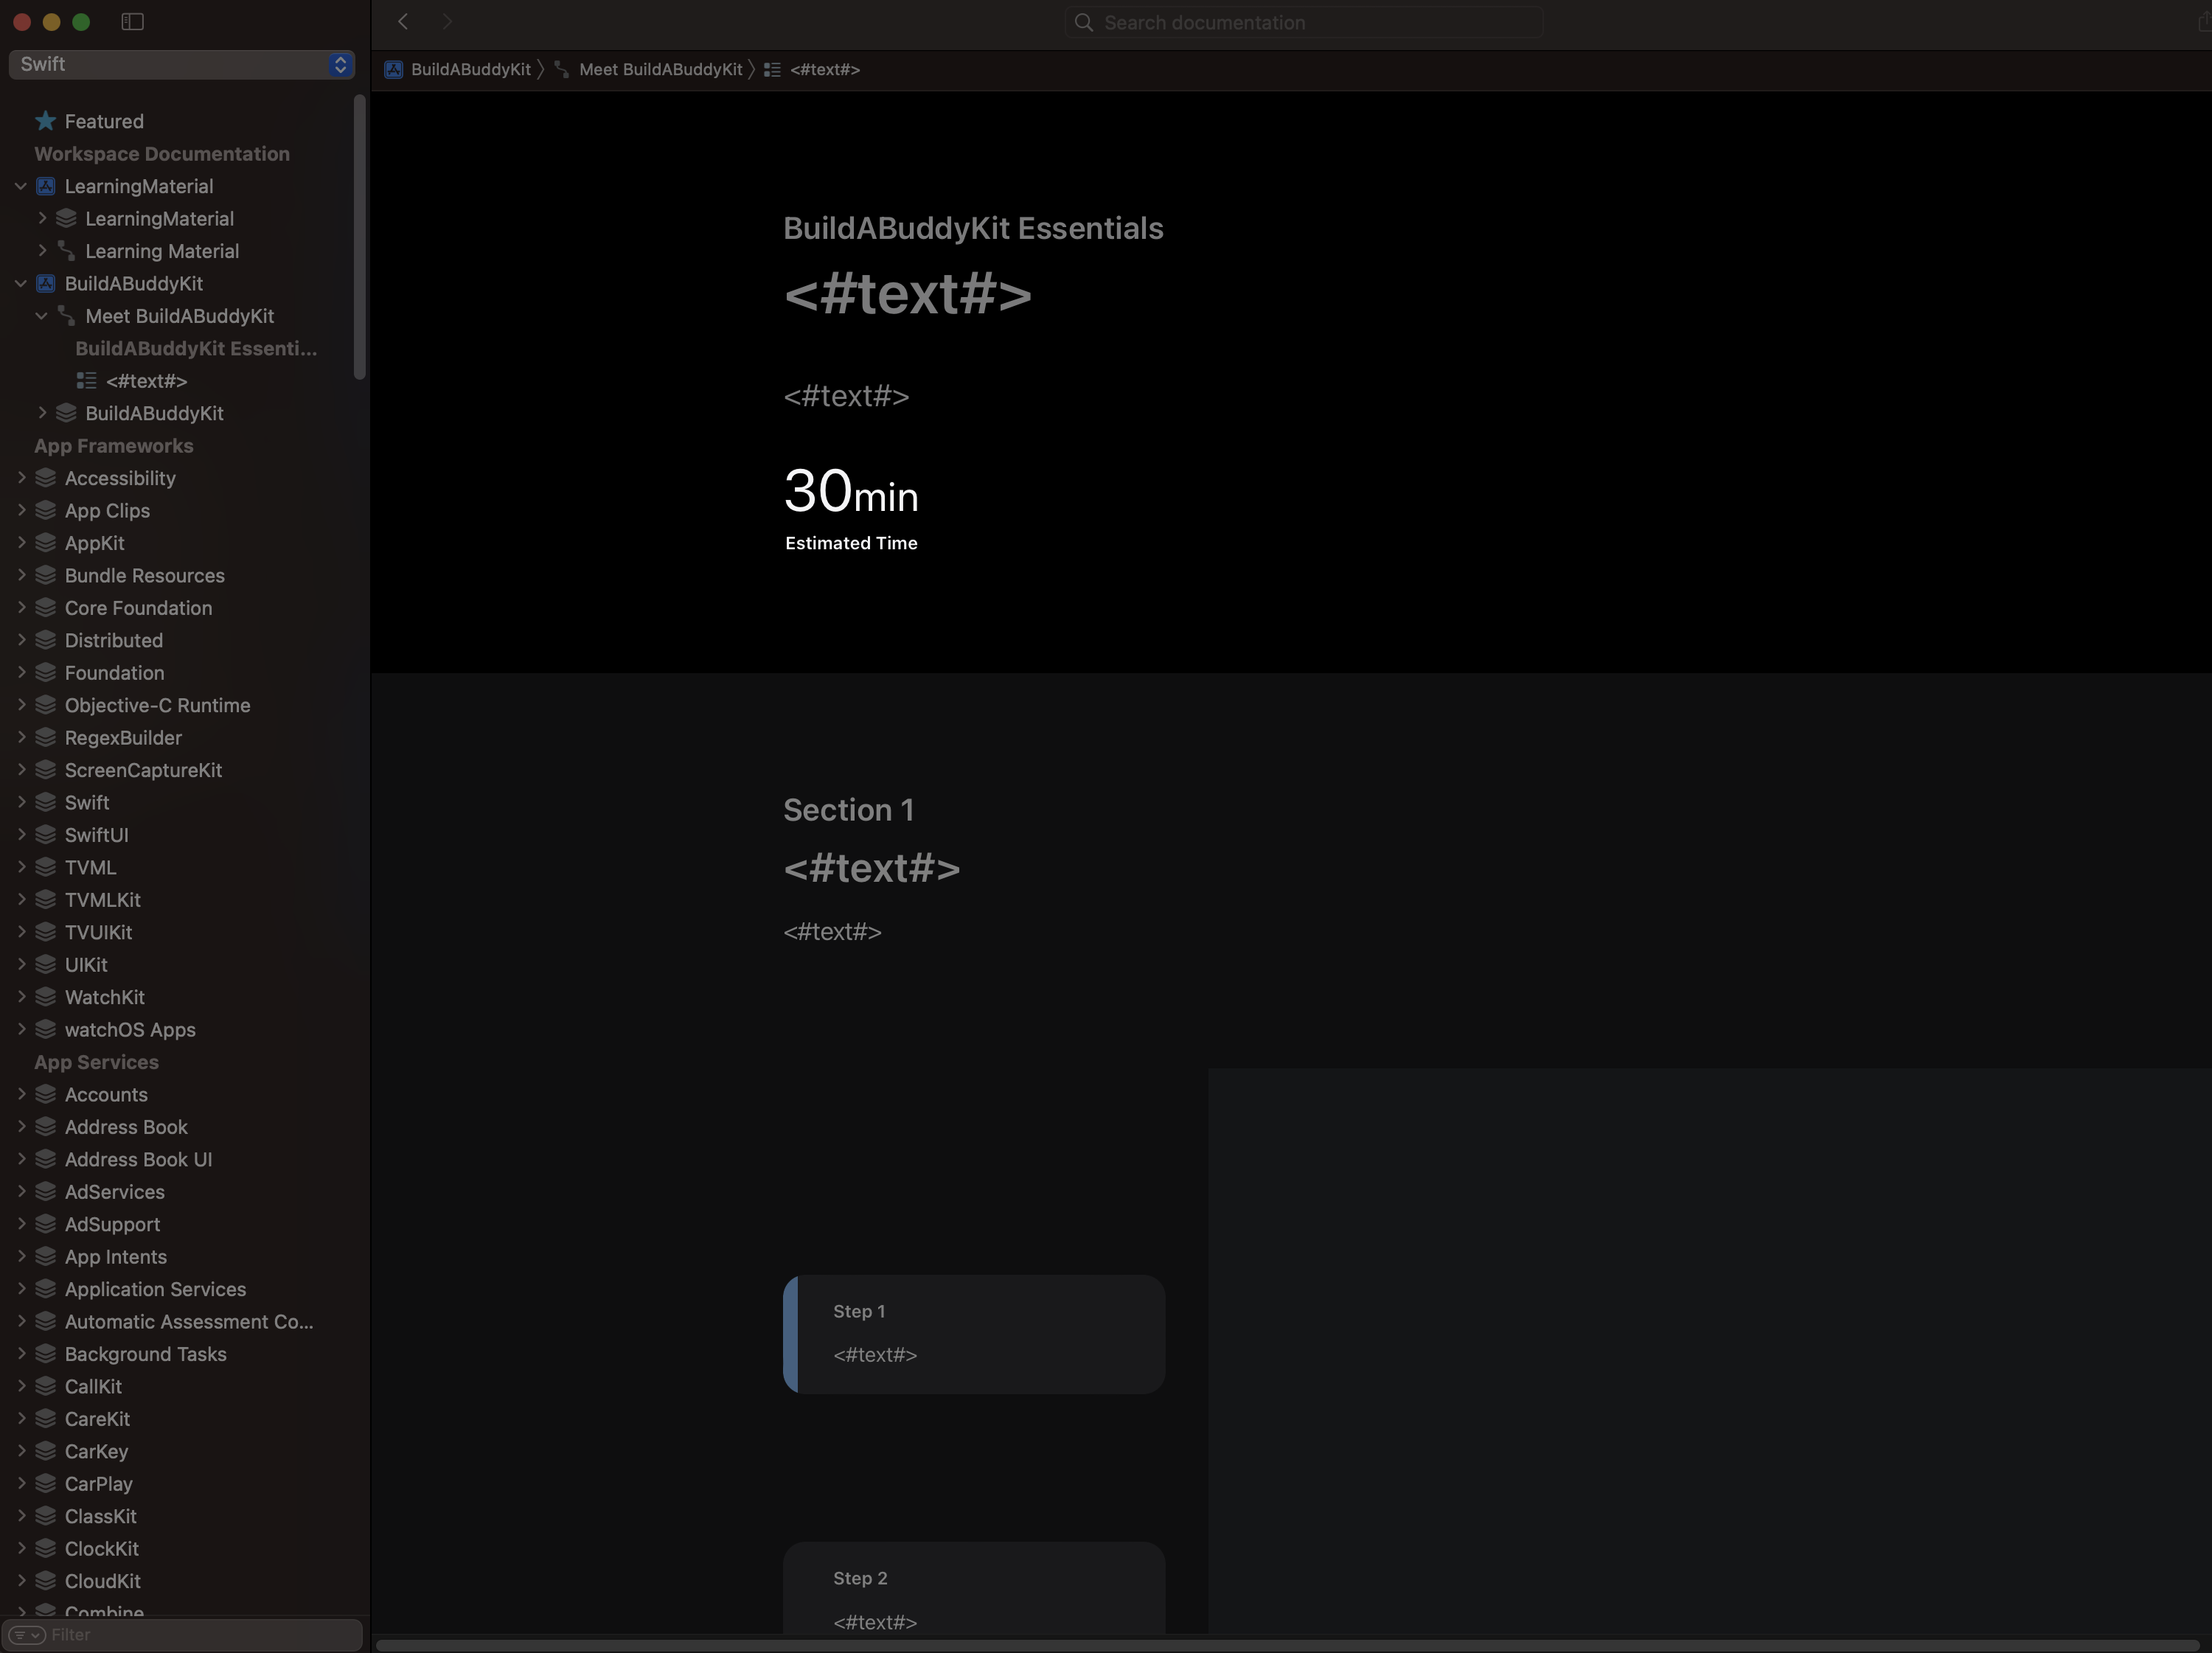 Swift
Featured
Workspace Documentation
LearningMaterial
LearningMaterial
Learning Material
BuildABuddyKit
Meet BuildABuddyKit
BuildABuddyKit Essenti...
<#text#>
BuildABuddyKit
App Frameworks
Accessibility
App Clips
AppKit
Bundle Resources
Core Foundation
Distributed
Foundation
Objective-C Runtime
RegexBuilder
ScreenCaptureKit
Swift
SwiftUI
TVML
TVMLKit
TVUIKit
UIKit
WatchKit
watchOS Apps
App Services
Accounts
Address Book
Address Book UI
AdServices
AdSupport
App Intents
Application Services
Automatic Assessment Co...
Background Tasks
CallKit
CareKit
CarKey
CarPlay
ClassKit
ClockKit
CloudKit
Combine
Filter
Search documentation
BuildABuddyKit 〉 Meet BuildABuddyKit 〉 <#text#>
BuildABuddyKit Essentials
<#text#>
<#text#>
30min
Estimated Time
Section 1
<#text#>
<#text#>
Step 1
<#text#>
Step 2
<#text#>